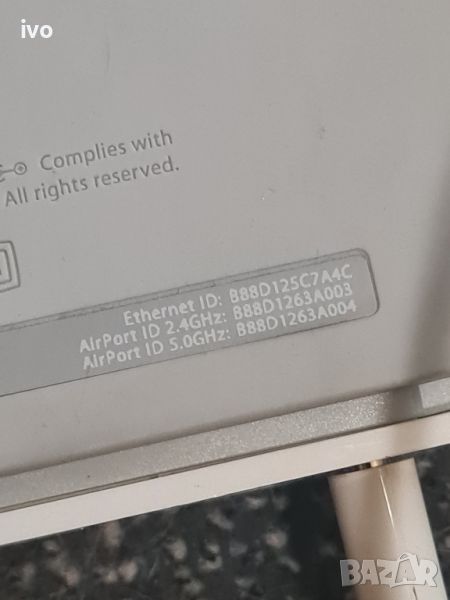 ivo
Complies with
All rights reserved.
Ethernet ID: B88D125C7A4C
AirPort ID 2.4GHz: B88D1263A003
AirPort ID 5.0GHz: B88D1263A004
BAZAR